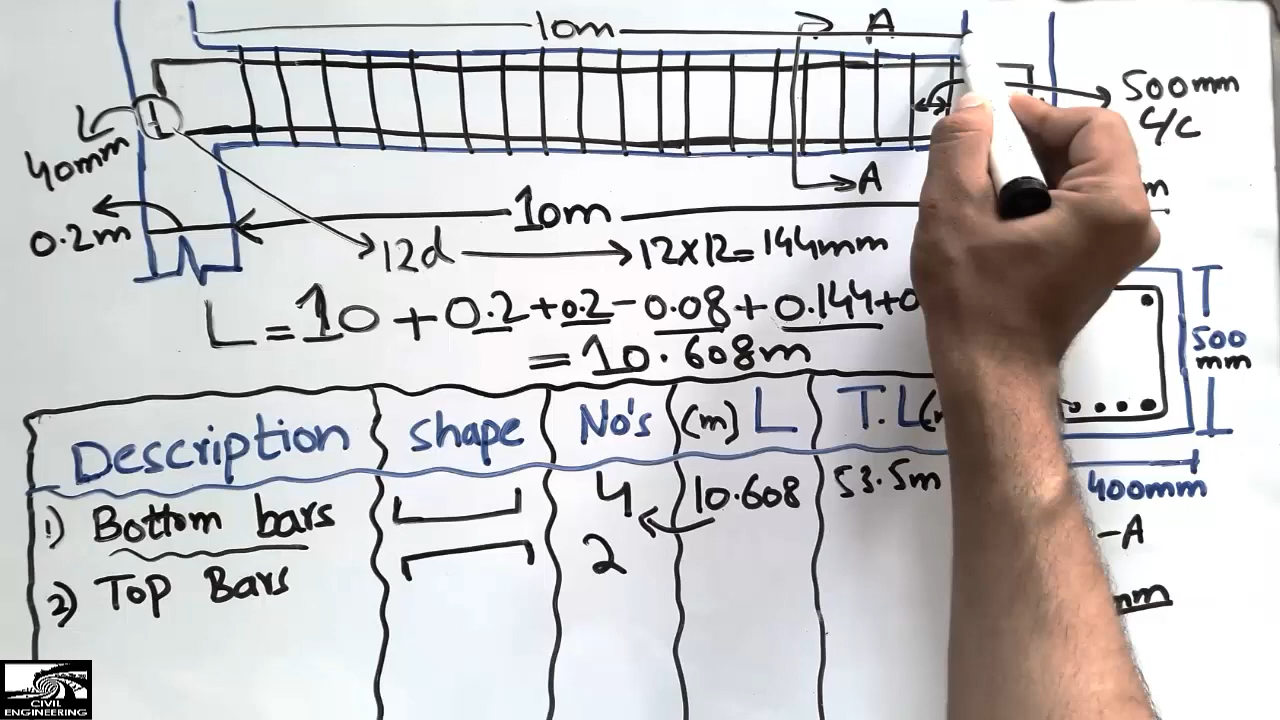 10m
A
500mm
C/C
40mm
A
10m
0.2m
12d → 12x12=144mm
L = 10 + 0.2 + 0.2 - 0.08 + 0.144 + 0
= 10.608m
500
mm
Description shape No's (m) L T.L(
1) Bottom bars 4 10.608 53.5m
2) Top Bars 2
400mm
-A
mm
CIVIL
ENGINEERING